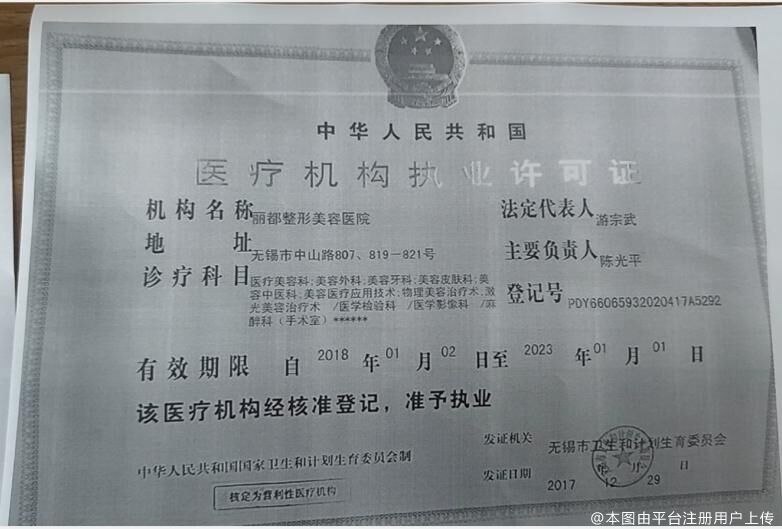 中华人民共和国
医疗机构执业许可证
机构名称 丽都整形美容医院
法定代表人 游宗武
地址 无锡市中山路807、819-821号
主要负责人 陈光平
诊疗科目 医疗美容科;美容外科;美容牙科;美容皮肤科;美
容中医科;美容医疗应用技术;物理美容治疗术,激
光美容治疗术 /医学检验科 /医学影像科 /麻
醉科(手术室)******
登记号 PDY66065932020417A5292
有效期限 自 2018 年 01 月 02 日至 2023 年 01 月 01 日
该医疗机构经核准登记，准予执业
发证机关 无锡市卫生和计划生育委员会
中华人民共和国国家卫生和计划生育委员会制
发证日期 2017 年 12 月 29 日
核定为营利性医疗机构
@本图由平台注册用户上传